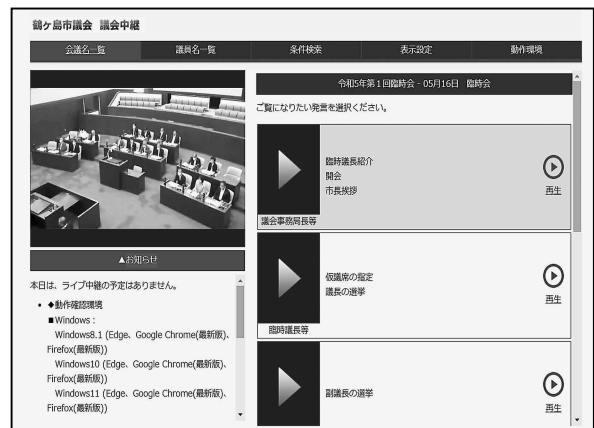 鶴ヶ島市議会 議会中継
会議名一覧 議員名一覧 条件検索 表示設定 動作環境
令和5年第1回臨時会 - 05月16日 臨時会
ご覧になりたい発言を選択ください。
臨時議長紹介
開会
市長挨拶
再生
議会事務局長等
仮議席の指定
議長の選挙
再生
臨時議長等
副議長の選挙
再生
▲お知らせ
本日は、ライブ中継の予定はありません。
• ◆動作確認環境
■Windows：
Windows8.1 (Edge、Google Chrome(最新版)、
Firefox(最新版))
Windows10 (Edge、Google Chrome(最新版)、
Firefox(最新版))
Windows11 (Edge、Google Chrome(最新版)、
Firefox(最新版))